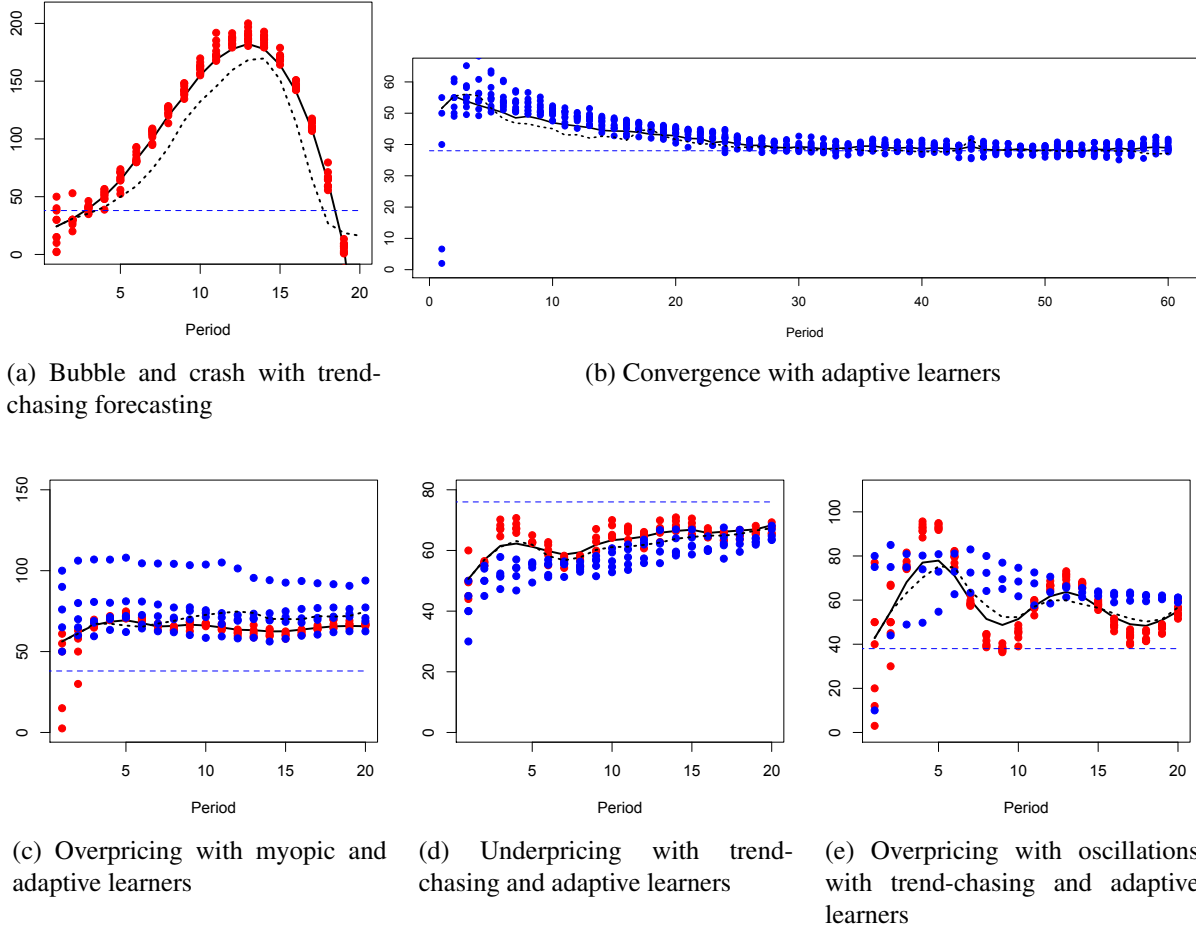 200
150
100
50
0
5 10 15 20
Period
(a) Bubble and crash with trend-
chasing forecasting
60
50
40
30
20
10
0
0 10 20 30 40 50 60
Period
(b) Convergence with adaptive learners
150
100
50
0
5 10 15 20
Period
(c) Overpricing with myopic and
adaptive learners
80
60
40
20
0
5 10 15 20
Period
(d) Underpricing with trend-
chasing and adaptive learners
100
80
60
40
20
0
5 10 15 20
Period
(e) Overpricing with oscillations
with trend-chasing and adaptive
learners